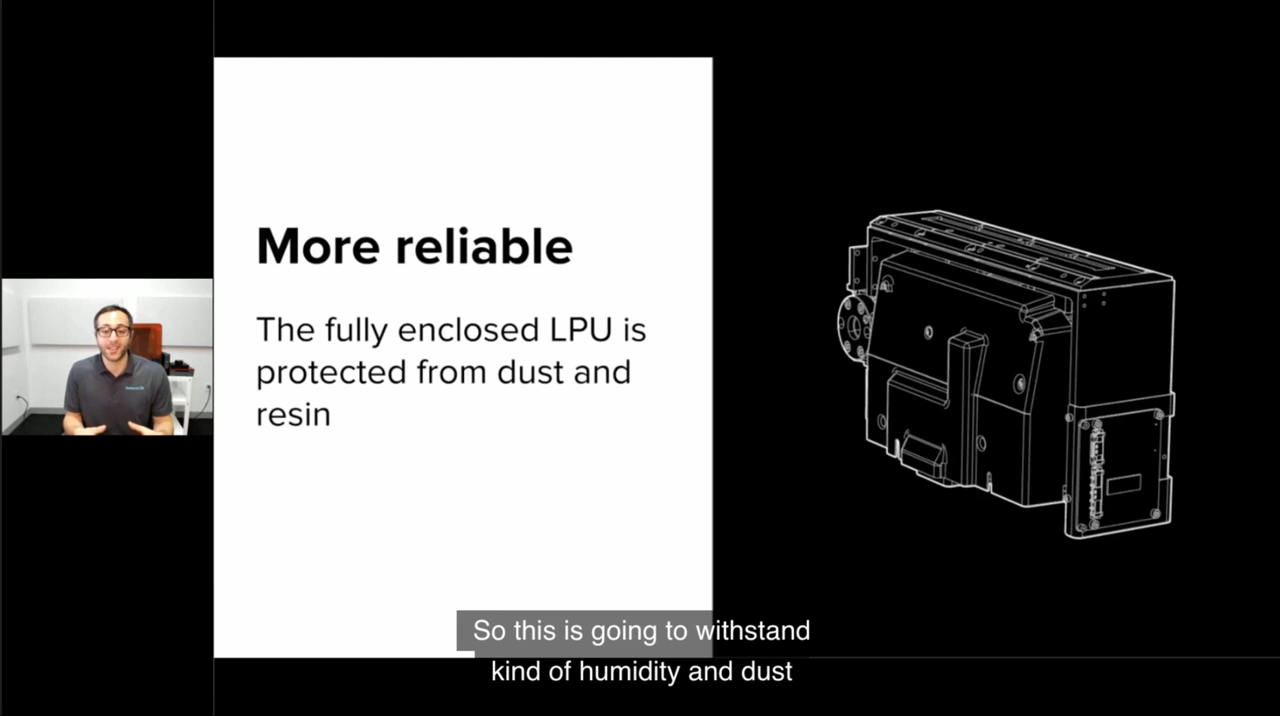 More reliable
The fully enclosed LPU is
protected from dust and
resin
So this is going to withstand
kind of humidity and dust